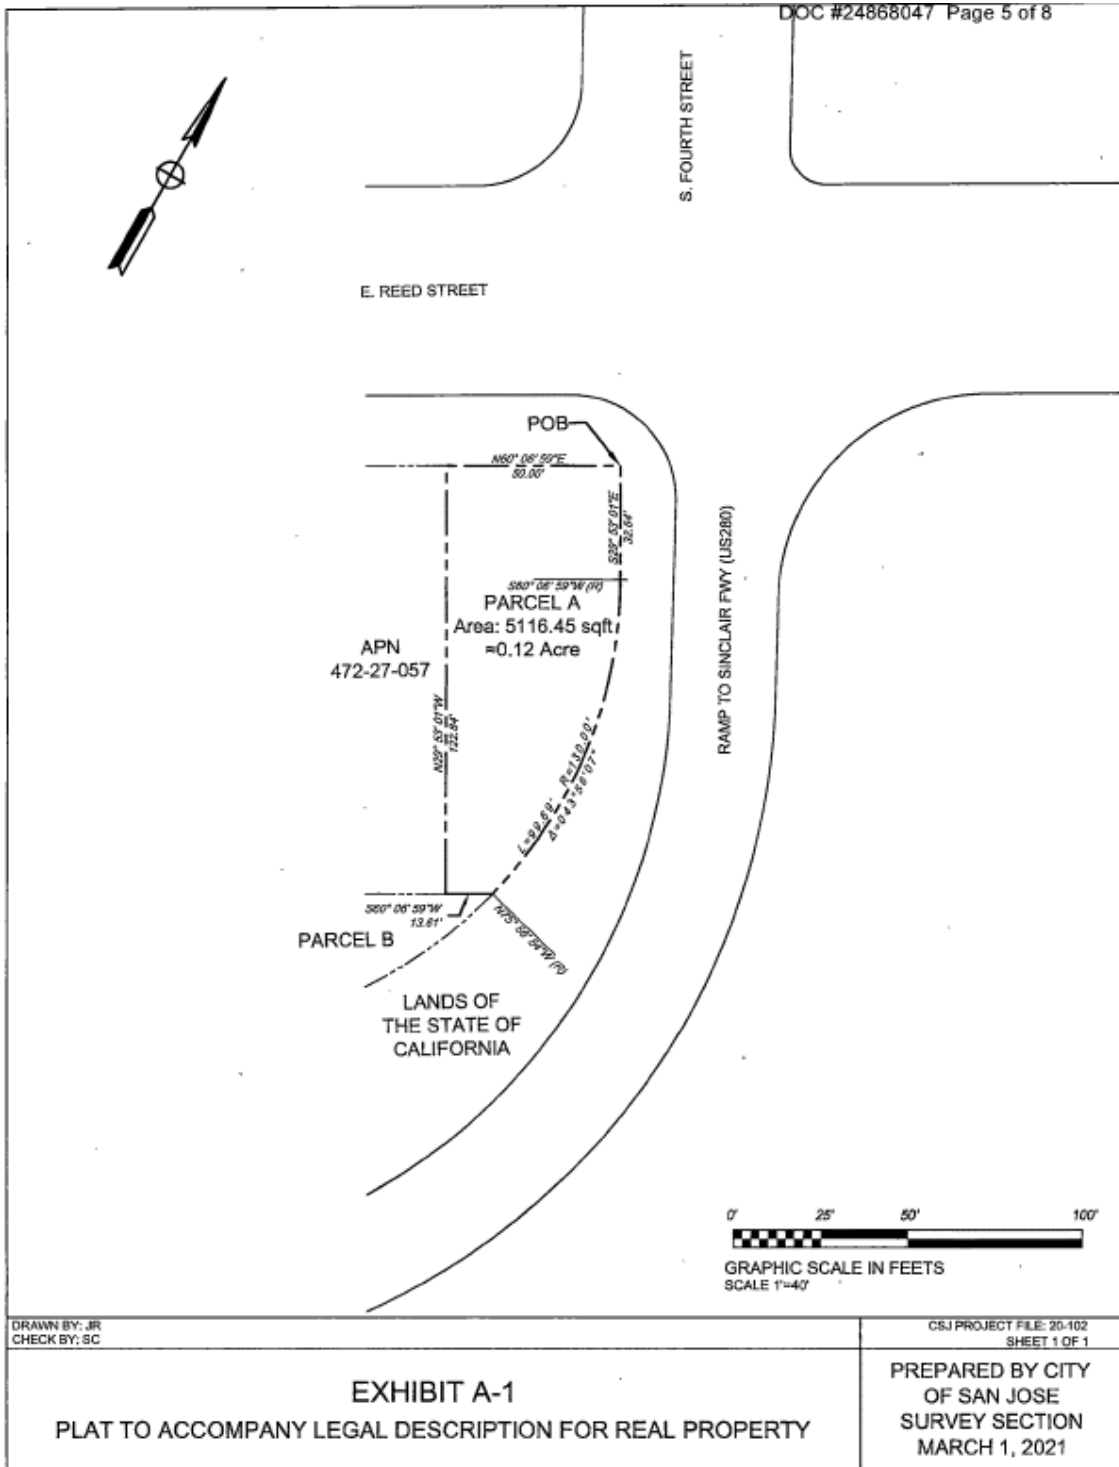 DOC #24868047 Page 5 of 8
S. FOURTH STREET
E. REED STREET
POB
N60° 06' 59"E
50.00'
S29° 53' 01"E
32.64'
S60° 06' 59"W (R)
PARCEL A
Area: 5116.45 sqft
≈0.12 Acre
APN
472-27-057
RAMP TO SINCLAIR FWY (US280)
N29° 53' 01"W
122.84'
L=99.69' R=130.00'
Δ=043°56'07"
S60° 06' 59"W
13.61'
PARCEL B
N75° 56' 54"W (R)
LANDS OF
THE STATE OF
CALIFORNIA
0' 25' 50' 100'
GRAPHIC SCALE IN FEETS
SCALE 1"=40'
DRAWN BY: JR
CHECK BY: SC
CSJ PROJECT FILE: 20-102
SHEET 1 OF 1
EXHIBIT A-1
PLAT TO ACCOMPANY LEGAL DESCRIPTION FOR REAL PROPERTY
PREPARED BY CITY
OF SAN JOSE
SURVEY SECTION
MARCH 1, 2021